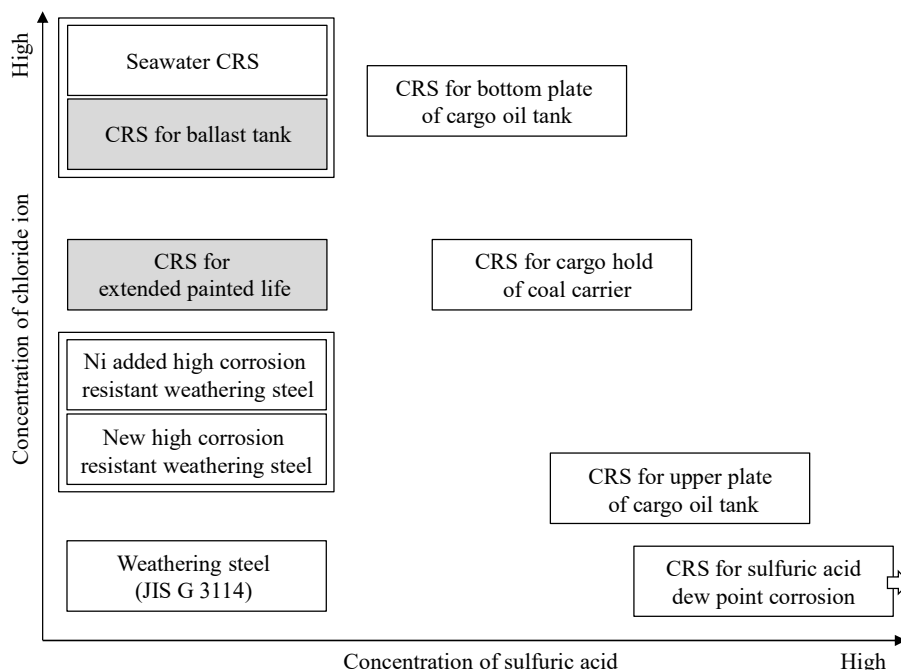 High
Concentration of chloride ion
Seawater CRS
CRS for ballast tank
CRS for bottom plate
of cargo oil tank
CRS for
extended painted life
CRS for cargo hold
of coal carrier
Ni added high corrosion
resistant weathering steel
New high corrosion
resistant weathering steel
CRS for upper plate
of cargo oil tank
Weathering steel
(JIS G 3114)
CRS for sulfuric acid
dew point corrosion
Concentration of sulfuric acid
High